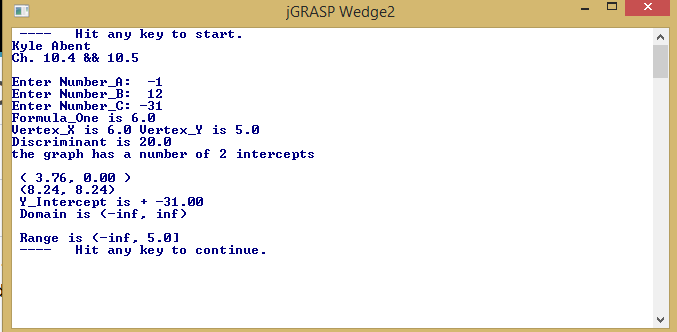 jGRASP Wedge2
---- Hit any key to start.
Kyle Abent
Ch. 10.4 && 10.5
Enter Number_A: -1
Enter Number_B: 12
Enter Number_C: -31
Formula_One is 6.0
Vertex_X is 6.0 Vertex_Y is 5.0
Discriminant is 20.0
the graph has a number of 2 intercepts
( 3.76, 0.00 )
(8.24, 8.24)
Y_Intercept is + -31.00
Domain is (-inf, inf)
Range is (-inf, 5.0]
---- Hit any key to continue.